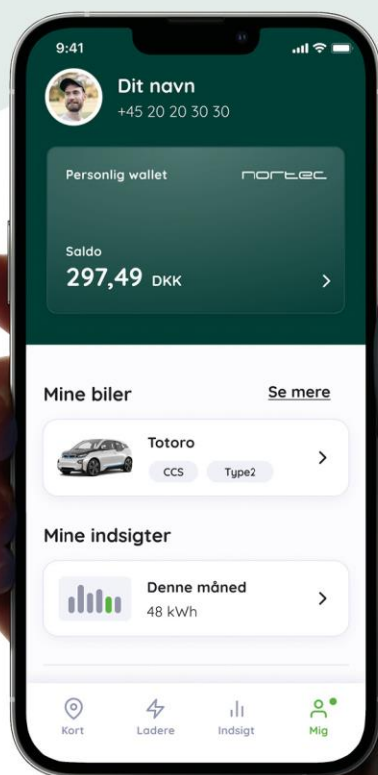 9:41
Dit navn
+45 20 20 30 30
Personlig wallet
nortec
Saldo
297,49 DKK
Mine biler
Se mere
Totoro
CCS
Type2
Mine indsigter
Denne måned
48 kWh
Kort
Ladere
Indsigt
Mig